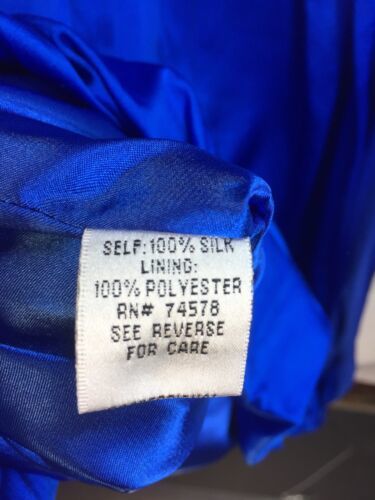 SELF: 100% SILK
LINING:
100% POLYESTER
RN# 74578
SEE REVERSE
FOR CARE